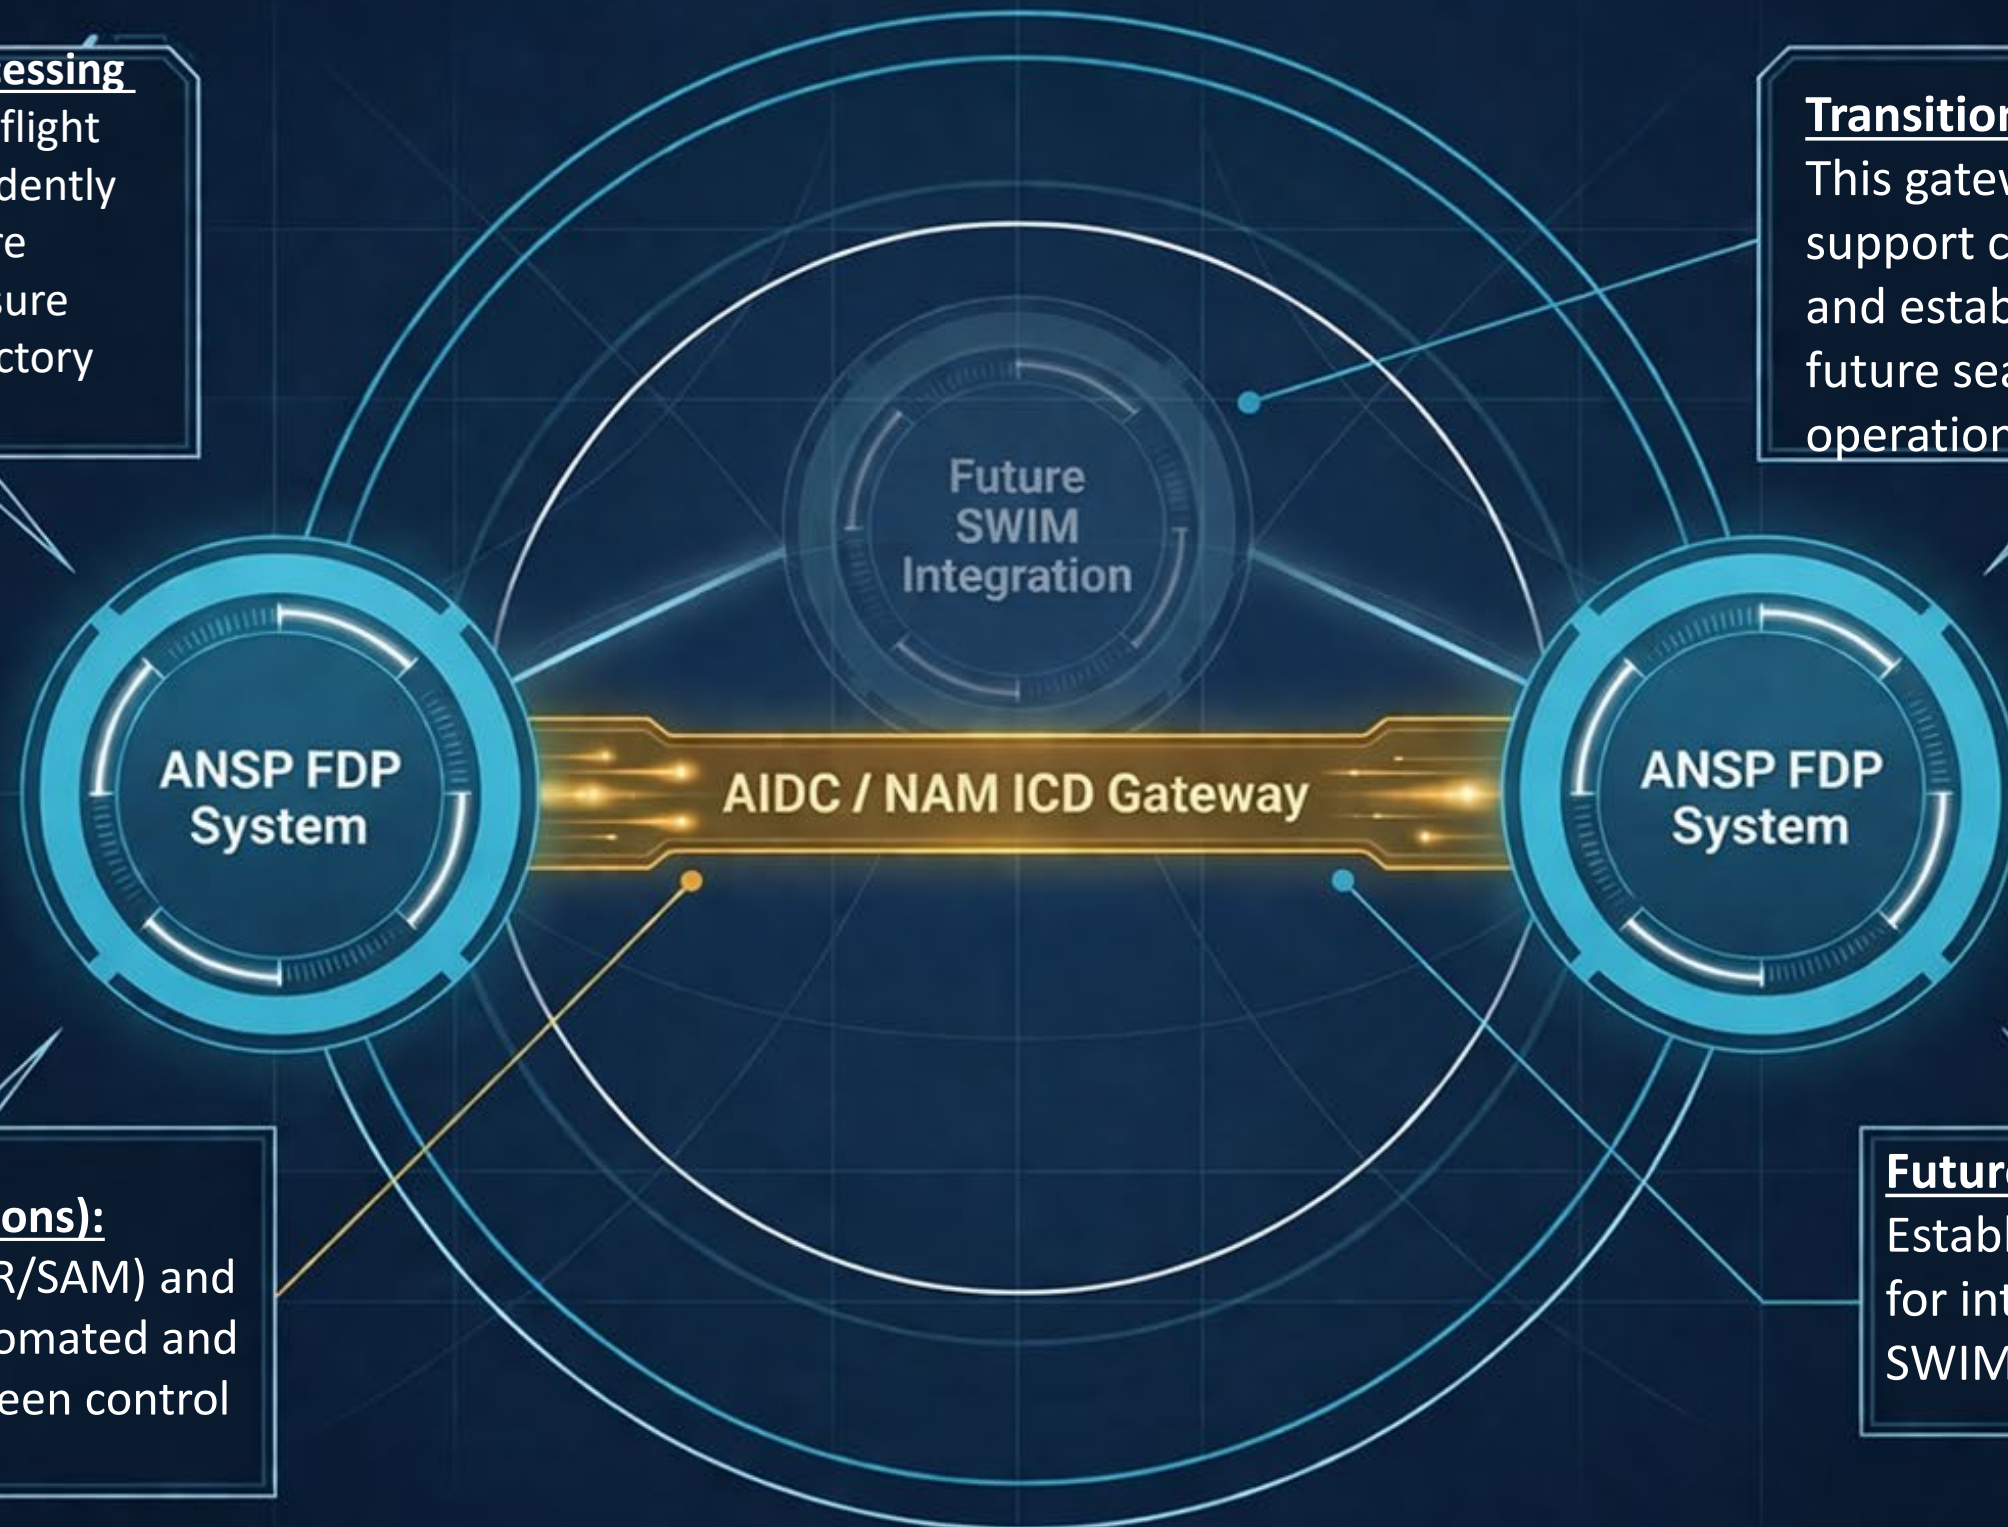 essing
flight
dently
re
sure
ctory
Transition
This gatew
support c
and estab
future sea
operation
Future
SWIM
Integration
ANSP FDP
System
AIDC / NAM ICD Gateway
ANSP FDP
System
ons):
R/SAM) and
omated and
een control
Future
Establ
for int
SWIM